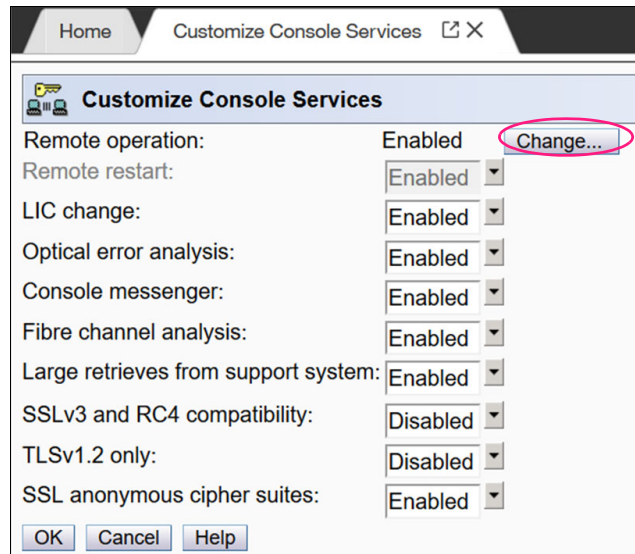 Home Customize Console Services
Customize Console Services
Remote operation: Enabled Change...
Remote restart: Enabled
LIC change: Enabled
Optical error analysis: Enabled
Console messenger: Enabled
Fibre channel analysis: Enabled
Large retrieves from support system: Enabled
SSLv3 and RC4 compatibility: Disabled
TLSv1.2 only: Disabled
SSL anonymous cipher suites: Enabled
OK Cancel Help